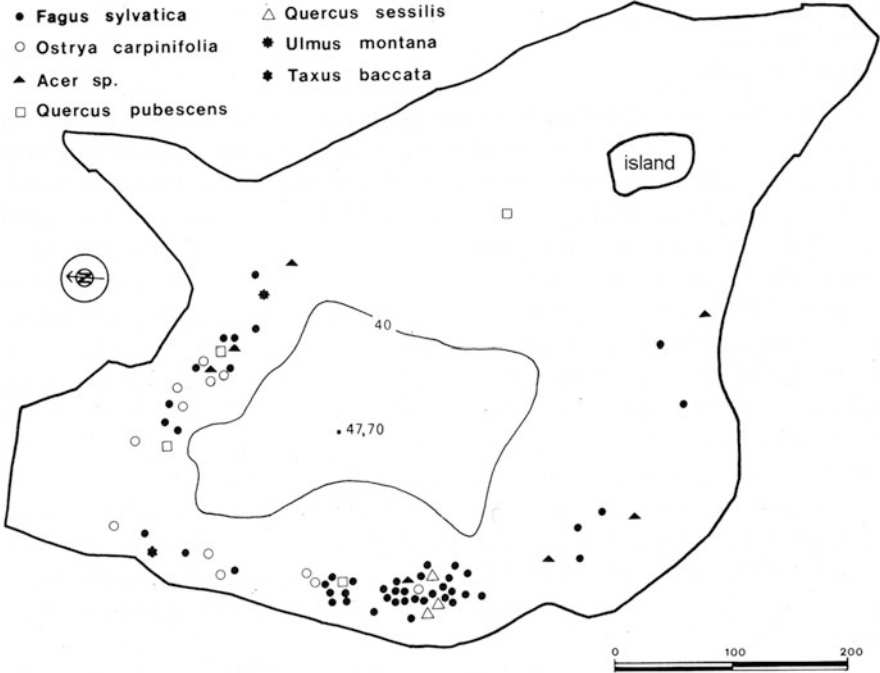 Fagus sylvatica
Ostrya carpinifolia
Acer sp.
Quercus pubescens
Quercus sessilis
Ulmus montana
Taxus baccata
island
N
40
47,70
0 100 200